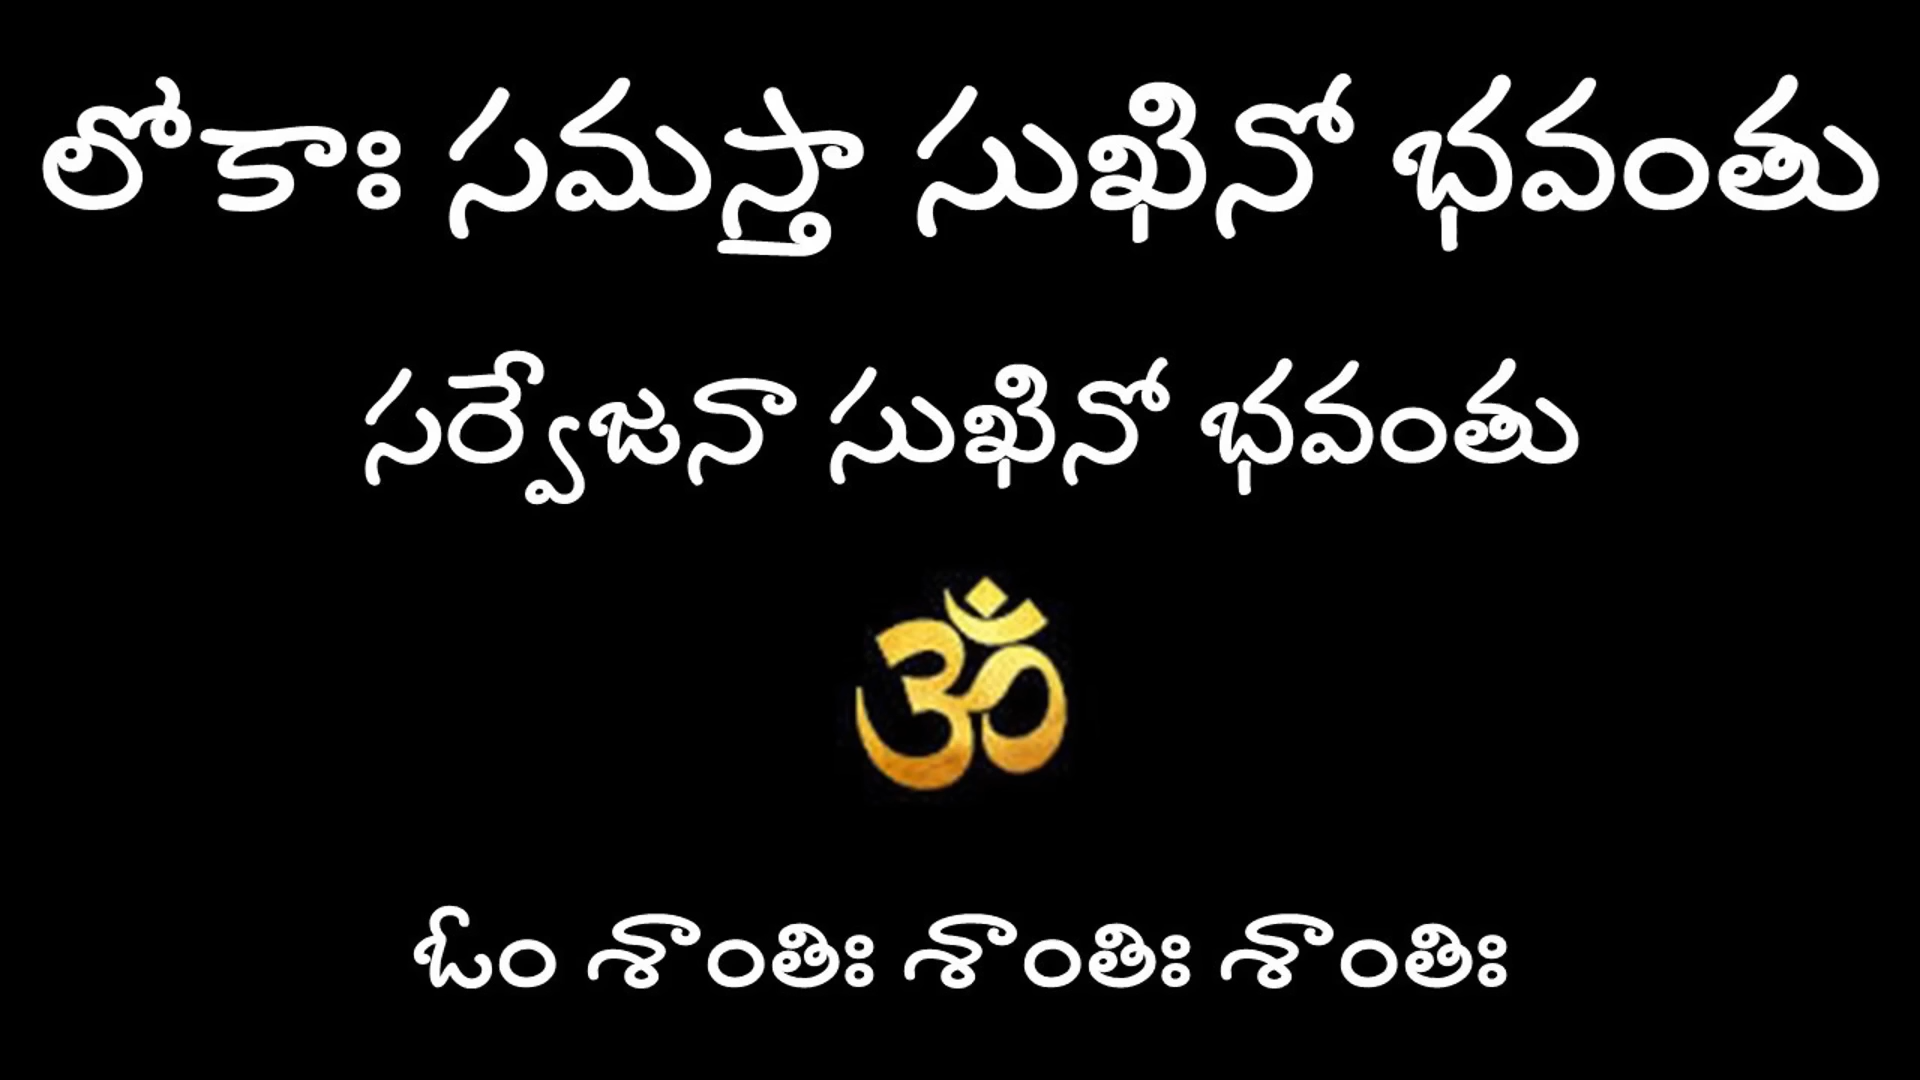 లోకాః సమస్తా సుఖినో భవంతు
సర్వేజనా సుఖినో భవంతు
ॐ
ఓం శాంతిః శాంతిః శాంతిః